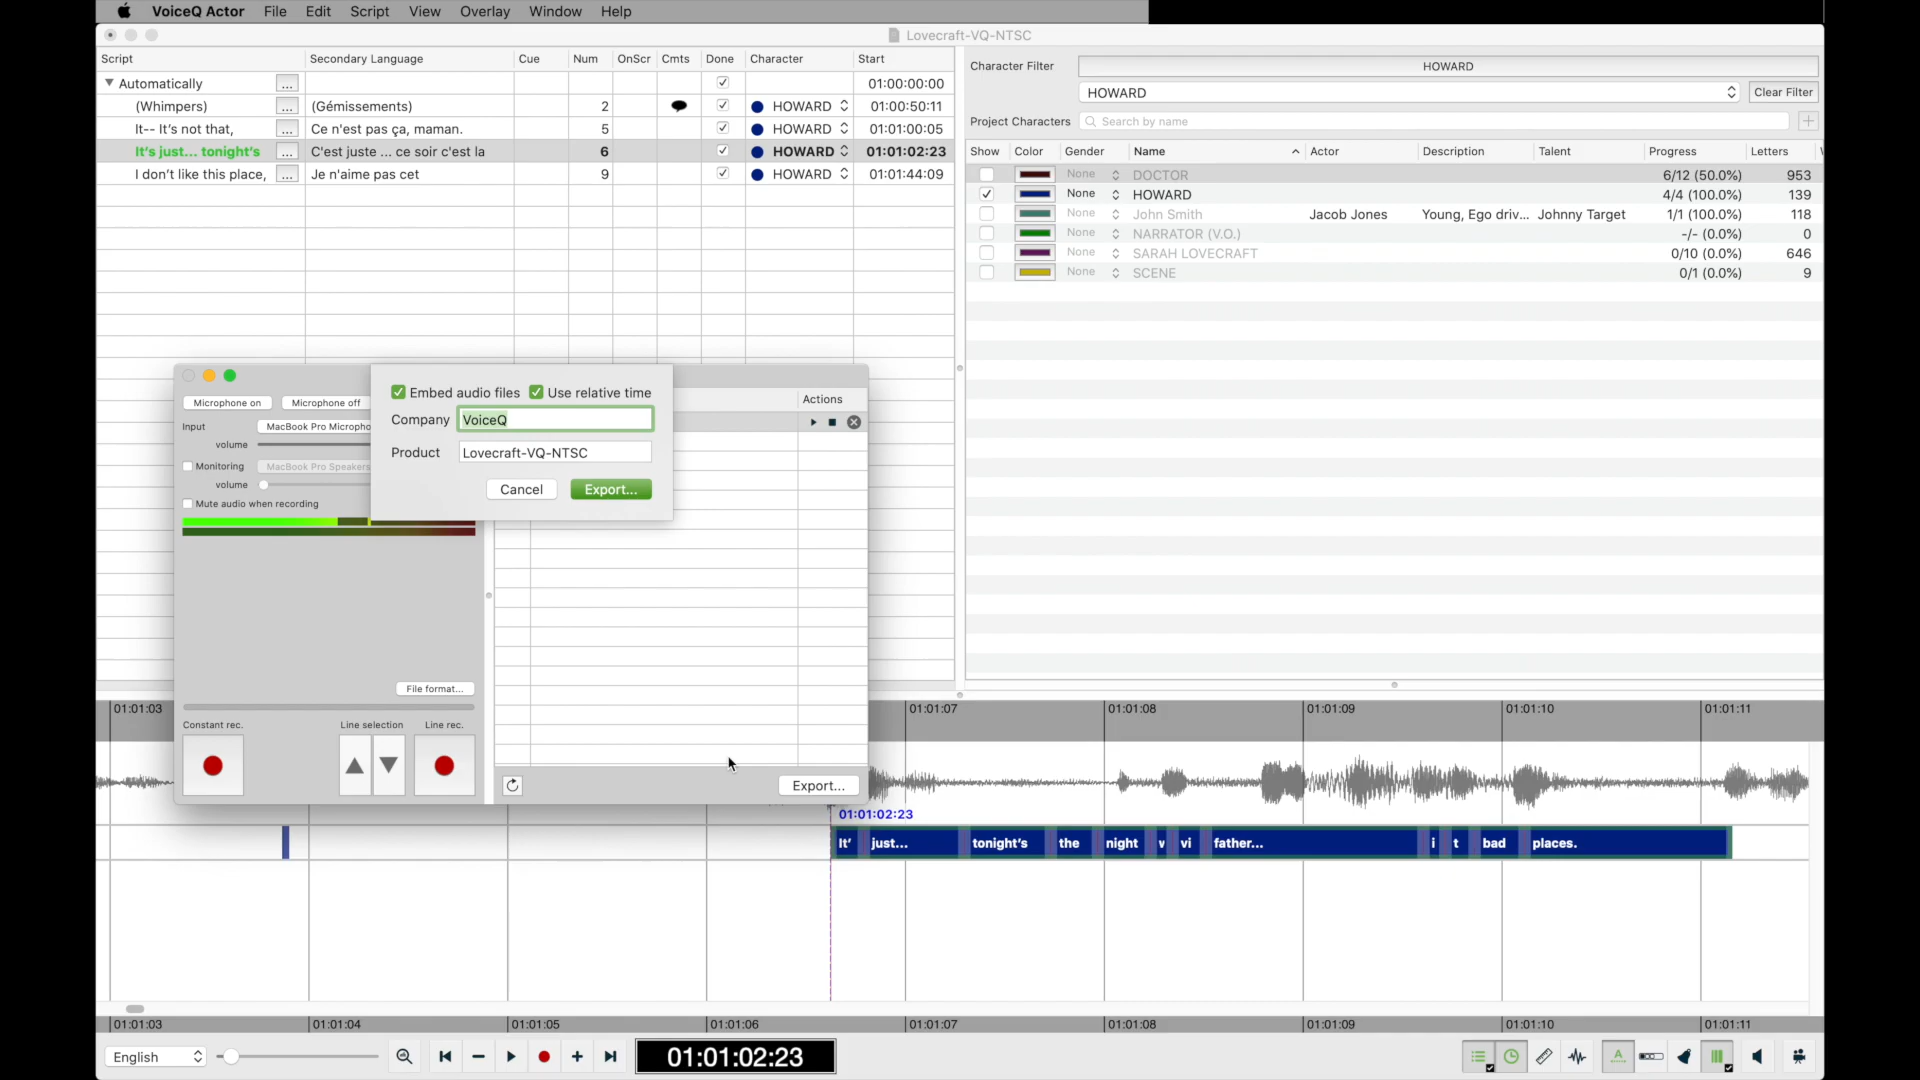 VoiceQ Actor File Edit Script View Overlay Window Help
Lovecraft-VQ-NTSC
Script Secondary Language Cue Num OnScr Cmts Done Character Start
Automatically ... 01:00:00:00
(Whimpers) ... (Gémissements) 2 HOWARD 01:00:50:11
It-- It's not that, ... Ce n'est pas ça, maman. 5 HOWARD 01:01:00:05
It's just... tonight's ... C'est juste ... ce soir c'est la 6 HOWARD 01:01:02:23
I don't like this place, ... Je n'aime pas cet 9 HOWARD 01:01:44:09
Character Filter HOWARD
HOWARD Clear Filter
Project Characters Search by name
Show Color Gender Name Actor Description Talent Progress Letters
None DOCTOR 6/12 (50.0%) 953
None HOWARD 4/4 (100.0%) 139
None John Smith Jacob Jones Young, Ego driv... Johnny Target 1/1 (100.0%) 118
None NARRATOR (V.O.) -/- (0.0%) 0
None SARAH LOVECRAFT 0/10 (0.0%) 646
None SCENE 0/1 (0.0%) 9
Embed audio files Use relative time
Company VoiceQ
Product Lovecraft-VQ-NTSC
Cancel Export...
Actions
Microphone on Microphone off
Input MacBook Pro Micropho
volume
Monitoring MacBook Pro Speakers
volume
Mute audio when recording
File format...
Constant rec. Line selection Line rec.
Export...
01:01:03 01:01:07 01:01:08 01:01:09 01:01:10 01:01:11
01:01:02:23
It' just... tonight's the night v vi father... i t bad places.
01:01:03 01:01:04 01:01:05 01:01:06 01:01:07 01:01:08 01:01:09 01:01:10 01:01:11
English 01:01:02:23 A